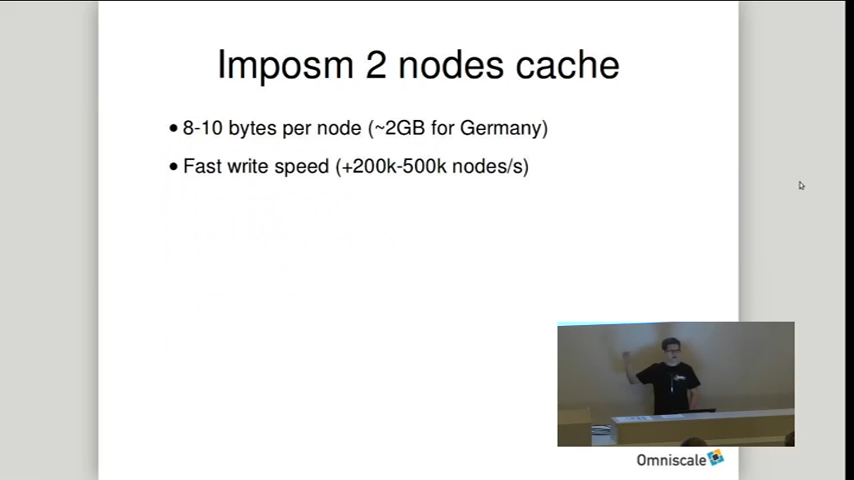 Imposm 2 nodes cache
• 8-10 bytes per node (~2GB for Germany)
• Fast write speed (+200k-500k nodes/s)
Omniscale